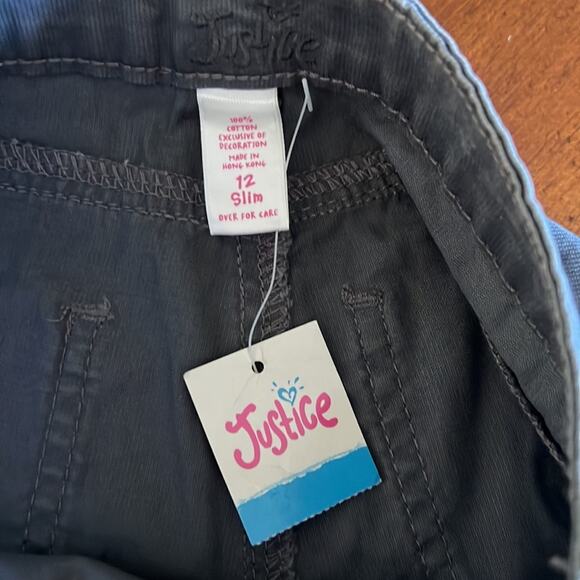 Justice
100%
COTTON
EXCLUSIVE OF
DECORATION
MADE IN
HONG KONG
12
Slim
OVER FOR CARE
Justice